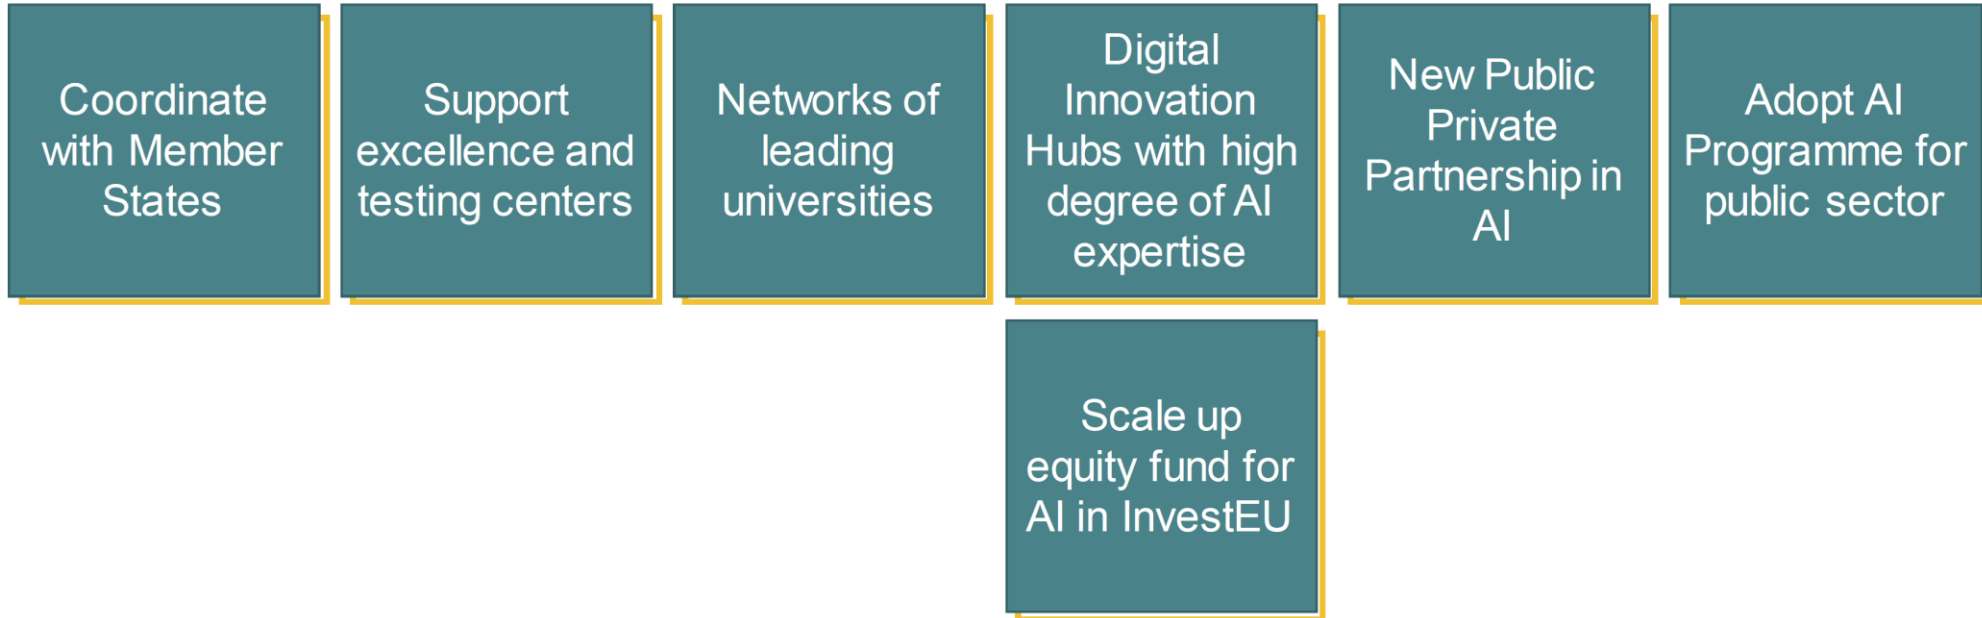 Coordinate
with Member
States
Support
excellence and
testing centers
Networks of
leading
universities
Digital
Innovation
Hubs with high
degree of AI
expertise
New Public
Private
Partnership in
AI
Adopt AI
Programme for
public sector
Scale up
equity fund for
AI in InvestEU